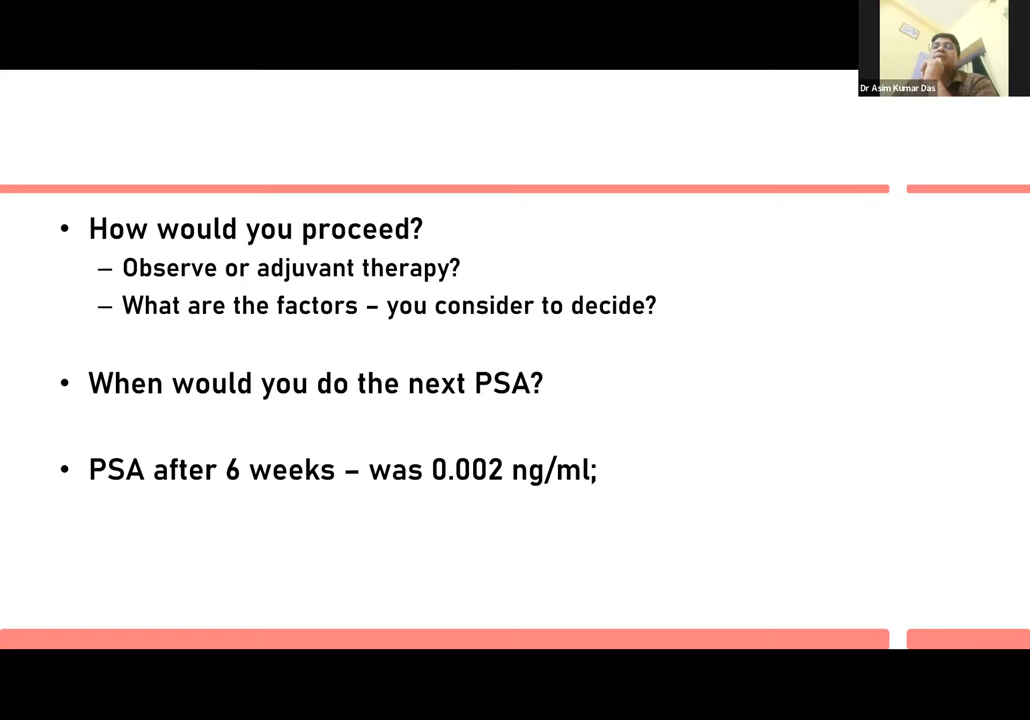 Dr Asim Kumar Das
• How would you proceed?
– Observe or adjuvant therapy?
– What are the factors – you consider to decide?
• When would you do the next PSA?
• PSA after 6 weeks – was 0.002 ng/ml;